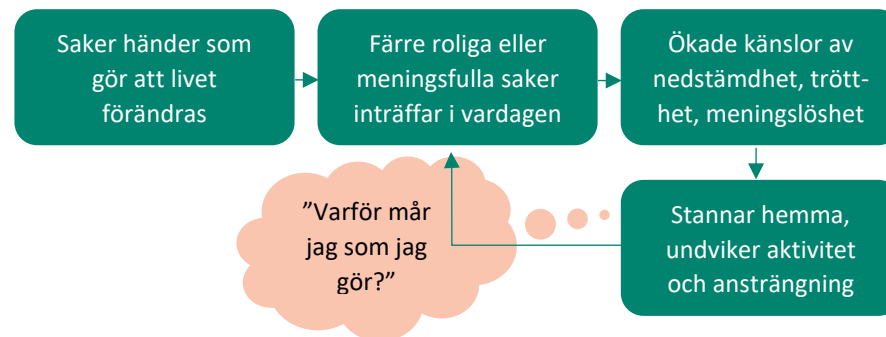 Saker händer som
gör att livet
förändras
Färre roliga eller
meningsfulla saker
inträffar i vardagen
Ökade känslor av
nedstämdhet, trött-
het, meningslöshet
Stannar hemma,
undviker aktivitet
och ansträngning
”Varför mår
jag som jag
gör?”